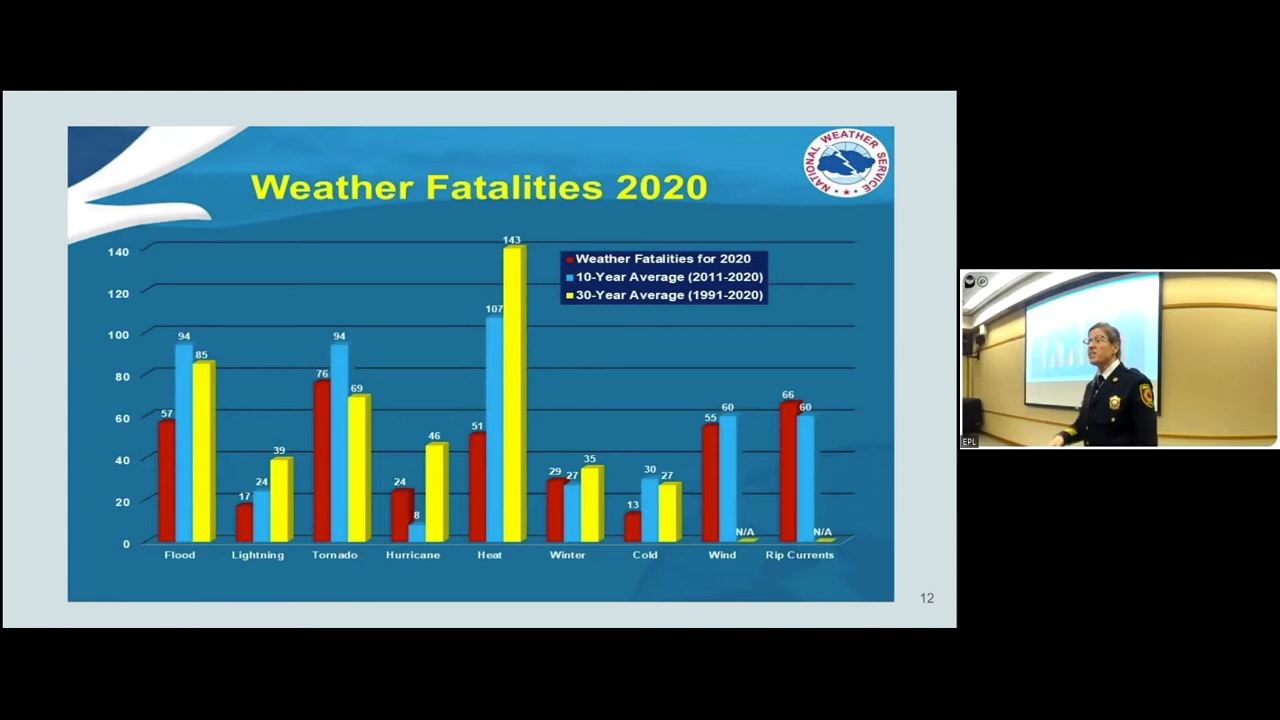 NATIONAL WEATHER SERVICE
Weather Fatalities 2020
Weather Fatalities for 2020
10-Year Average (2011-2020)
30-Year Average (1991-2020)
140
120
100
80
60
40
20
0
57 94 85
17 24 39
76 94 69
24 8 46
51 107 143
29 27 35
13 30 27
55 60 N/A
66 60 N/A
Flood Lightning Tornado Hurricane Heat Winter Cold Wind Rip Currents
12
EPL